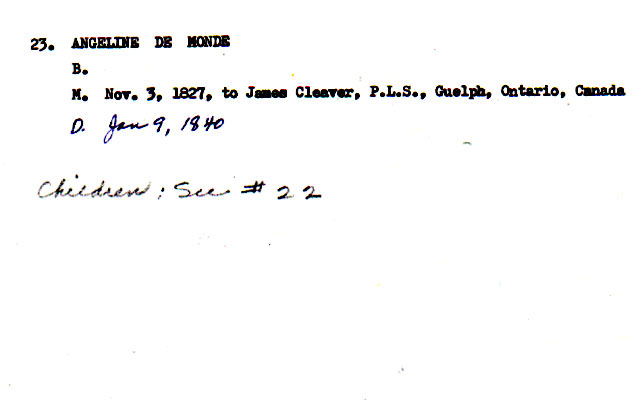 23. ANGELINE DE MONDE
B.
M. Nov. 3, 1827, to James Cleaver, P.L.S., Guelph, Ontario, Canada
D. Jan 9, 1840
Children; See # 22